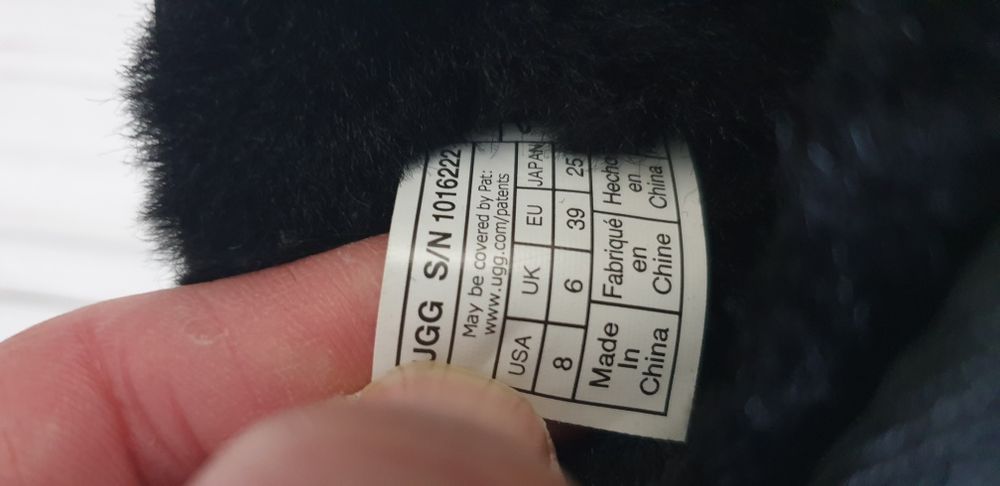 UGG S/N 1016222
May be covered by Pat:
www.ugg.com/patents
USA UK EU JAPAN
8 6 39 25
Made In China
Fabriqué en Chine
Hecho en China